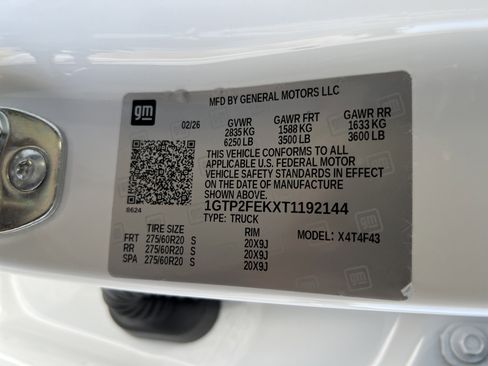 gm
MFD BY GENERAL MOTORS LLC
02/26
GVWR GAWR FRT GAWR RR
2835 KG 1588 KG 1633 KG
6250 LB 3500 LB 3600 LB
THIS VEHICLE CONFORMS TO ALL
APPLICABLE U.S. FEDERAL MOTOR
VEHICLE SAFETY STANDARDS IN EFFECT
ON THE DATE OF MANUFACTURE
SHOWN ABOVE.
8624
1GTP2FEKXT1192144
TYPE: TRUCK
TIRE SIZE RIM MODEL: X4T4F43
FRT 275/60R20 S 20X9J
RR 275/60R20 S 20X9J
SPA 275/60R20 S 20X9J